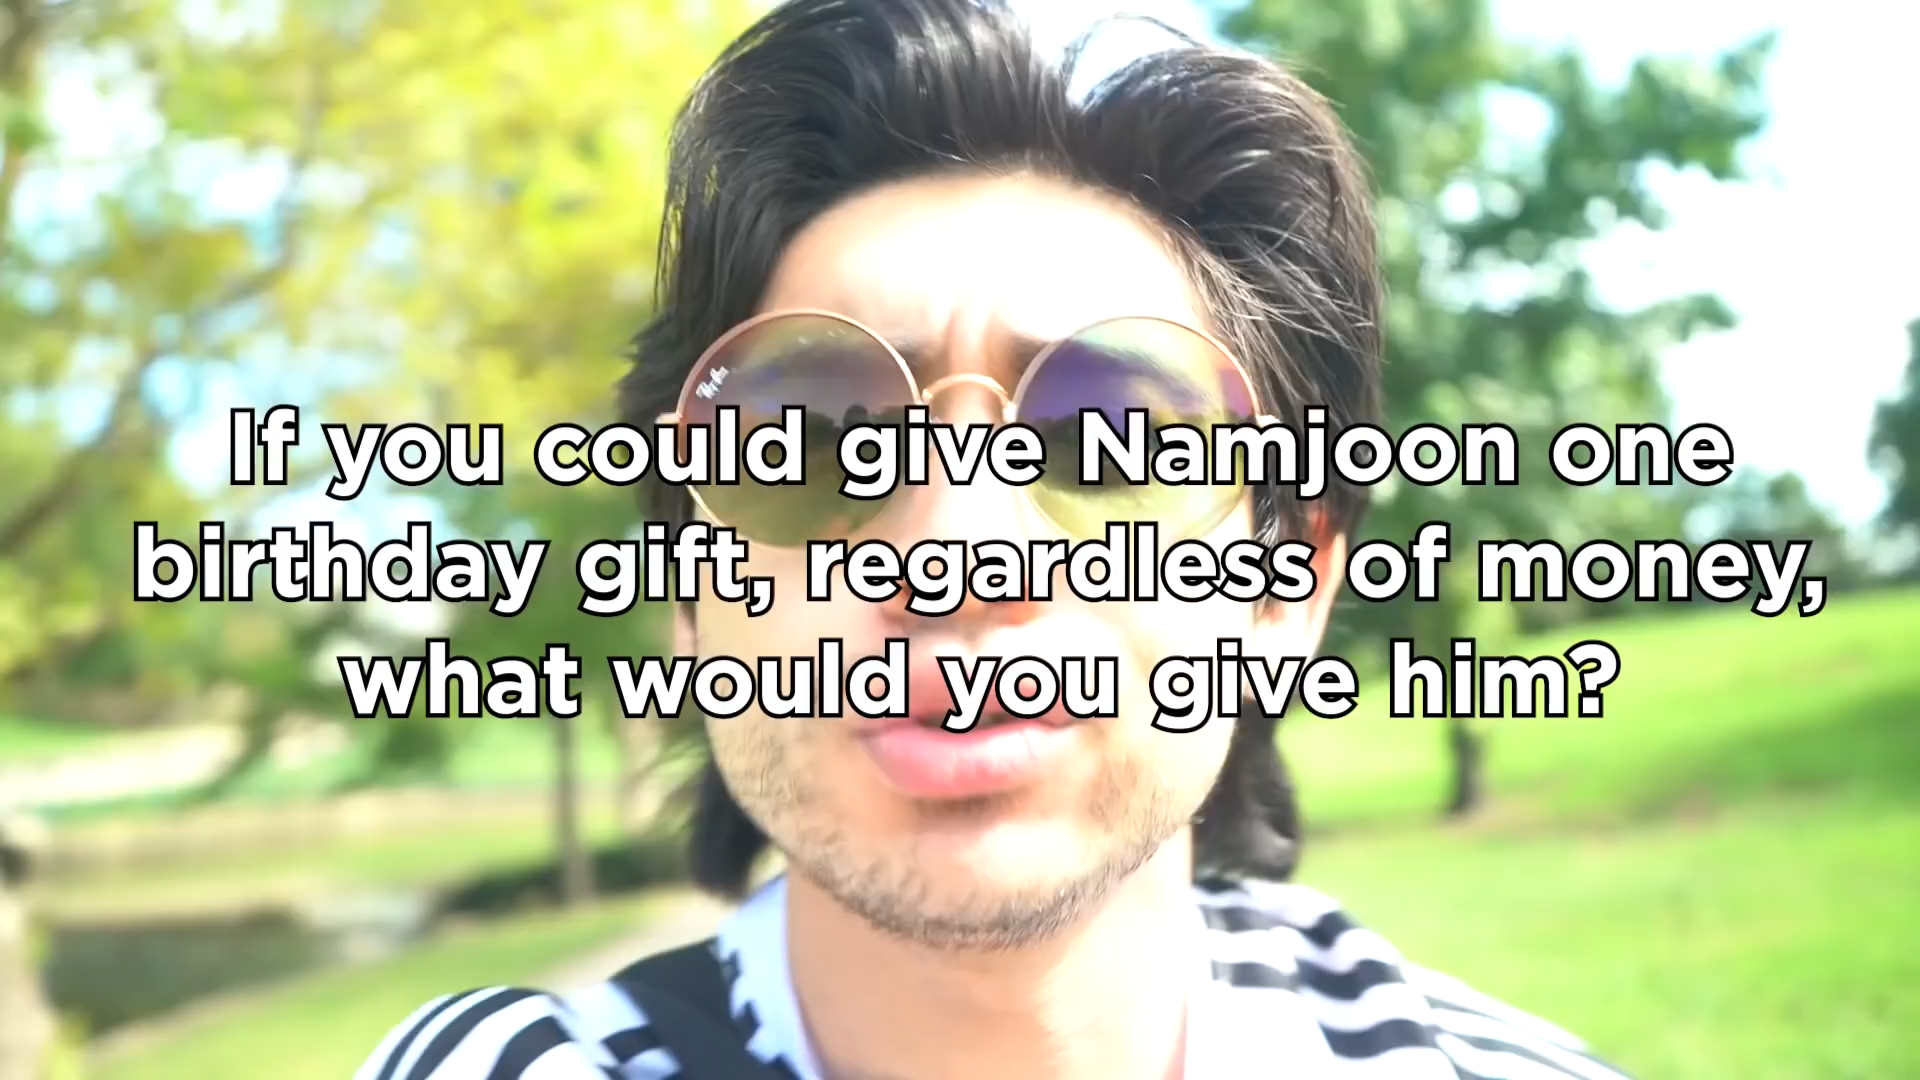 If you could give Namjoon one
birthday gift, regardless of money,
what would you give him?